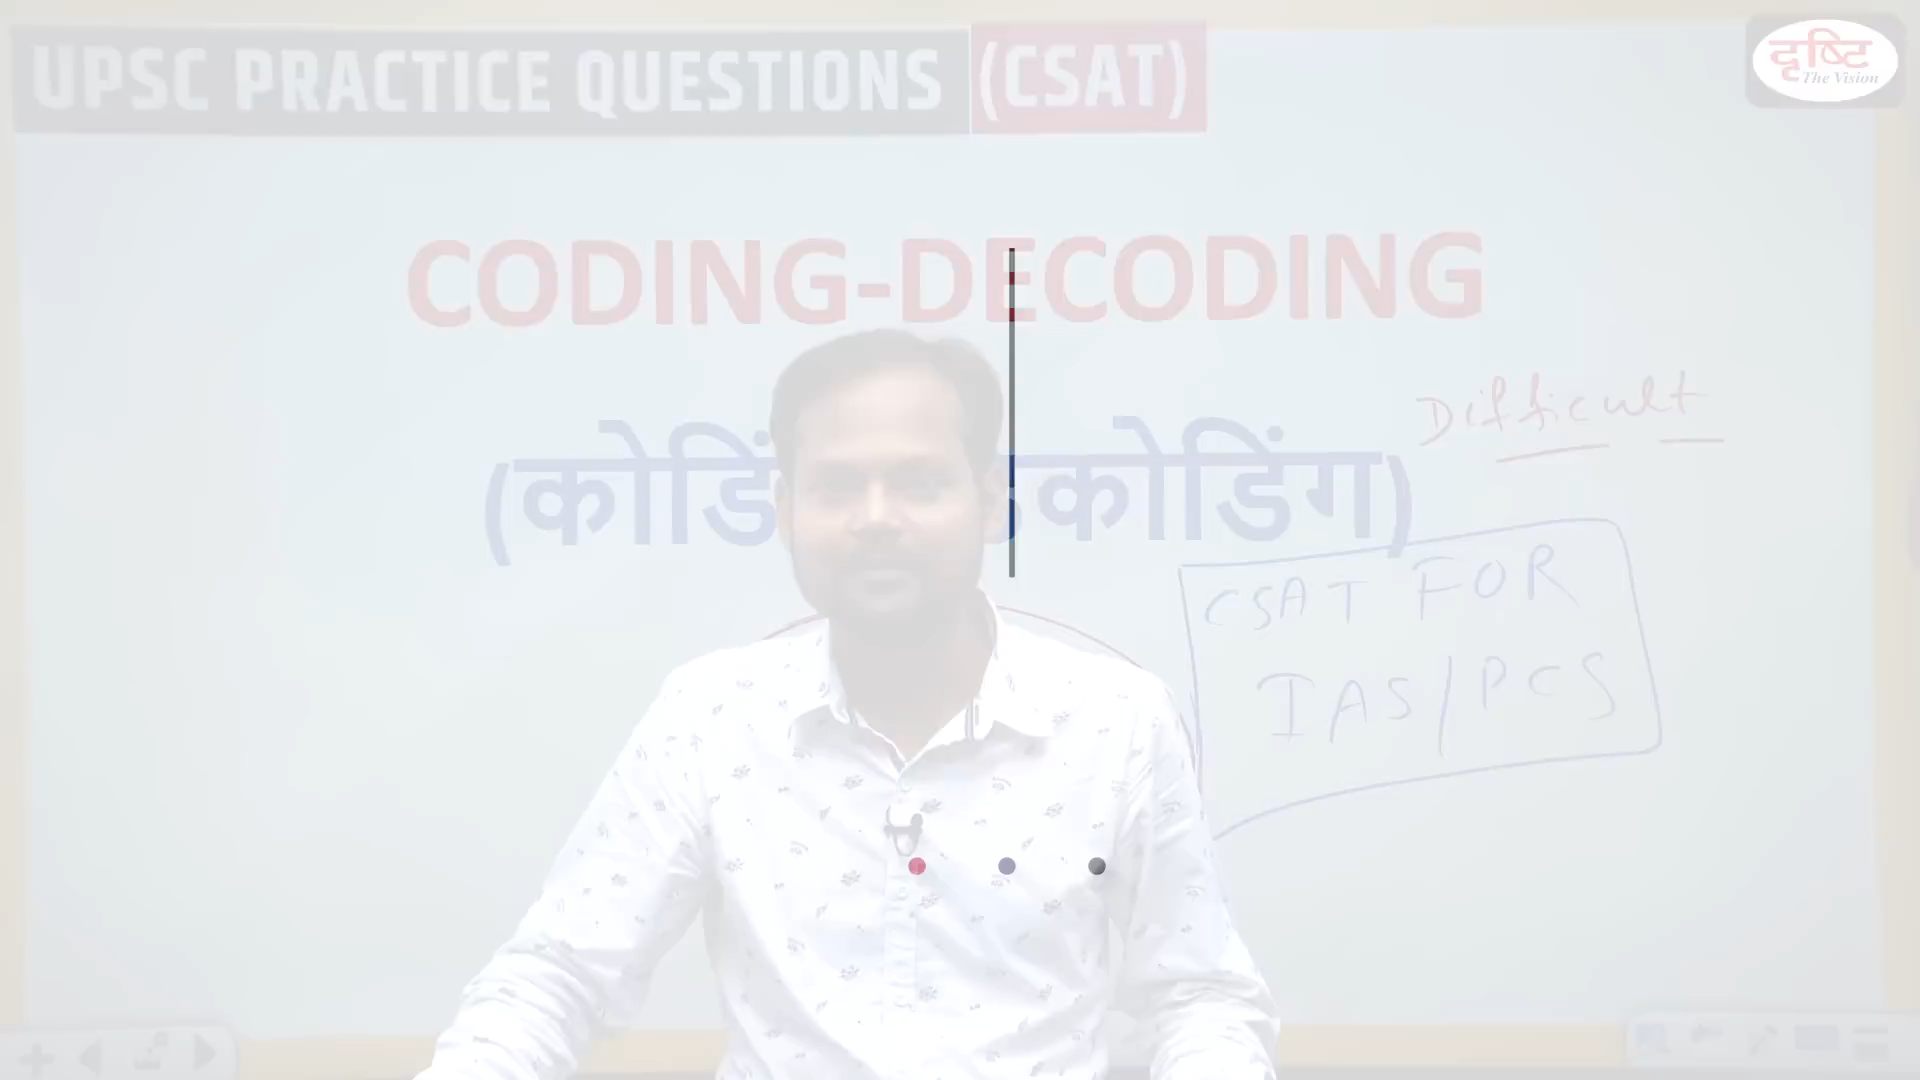 UPSC PRACTICE QUESTIONS (CSAT)
दृष्टि
The Vision
CODING-DECODING
Difficult
कोडिंग)
CSAT FOR
IAS/PCS